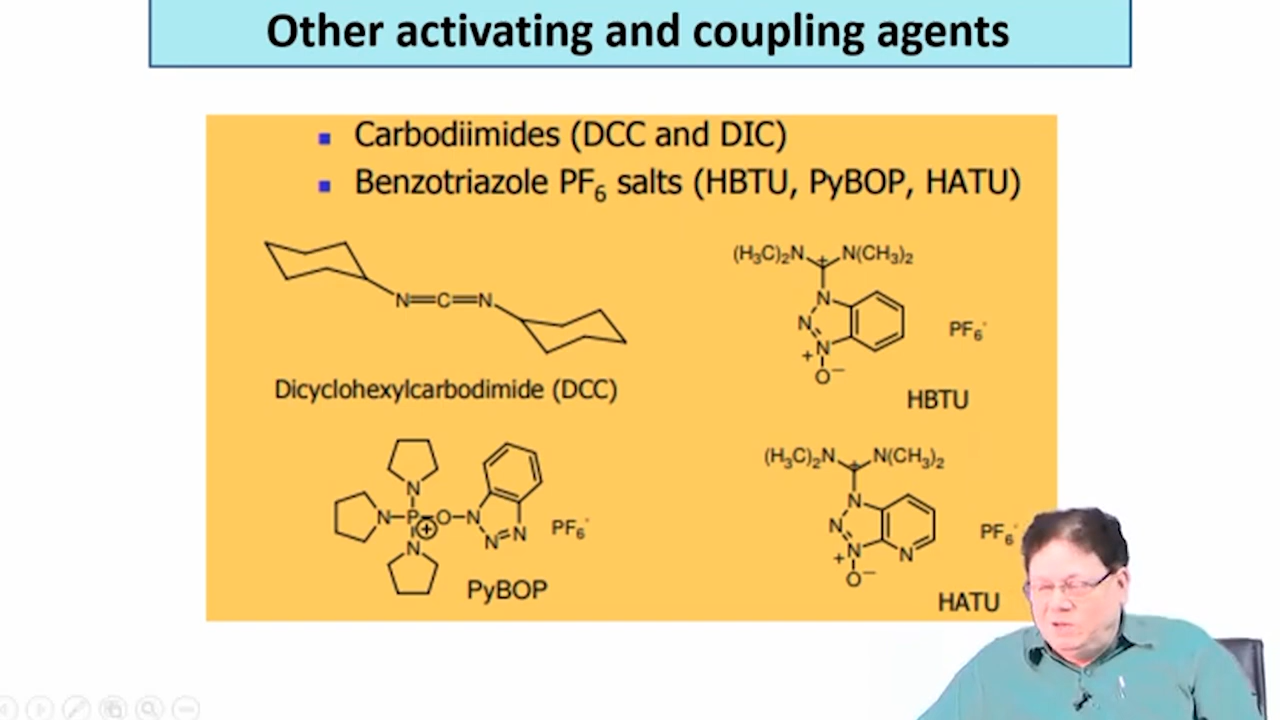 Other activating and coupling agents
Carbodiimides (DCC and DIC)
Benzotriazole PF6 salts (HBTU, PyBOP, HATU)
N=C=N
Dicyclohexylcarbodimide (DCC)
(H3C)2N N(CH3)2
N
N
N
+
O−
PF6-
HBTU
N
N P O N
+
N
N=N
PF6-
PyBOP
(H3C)2N N(CH3)2
N
N
N
N
+
O−
PF6-
HATU